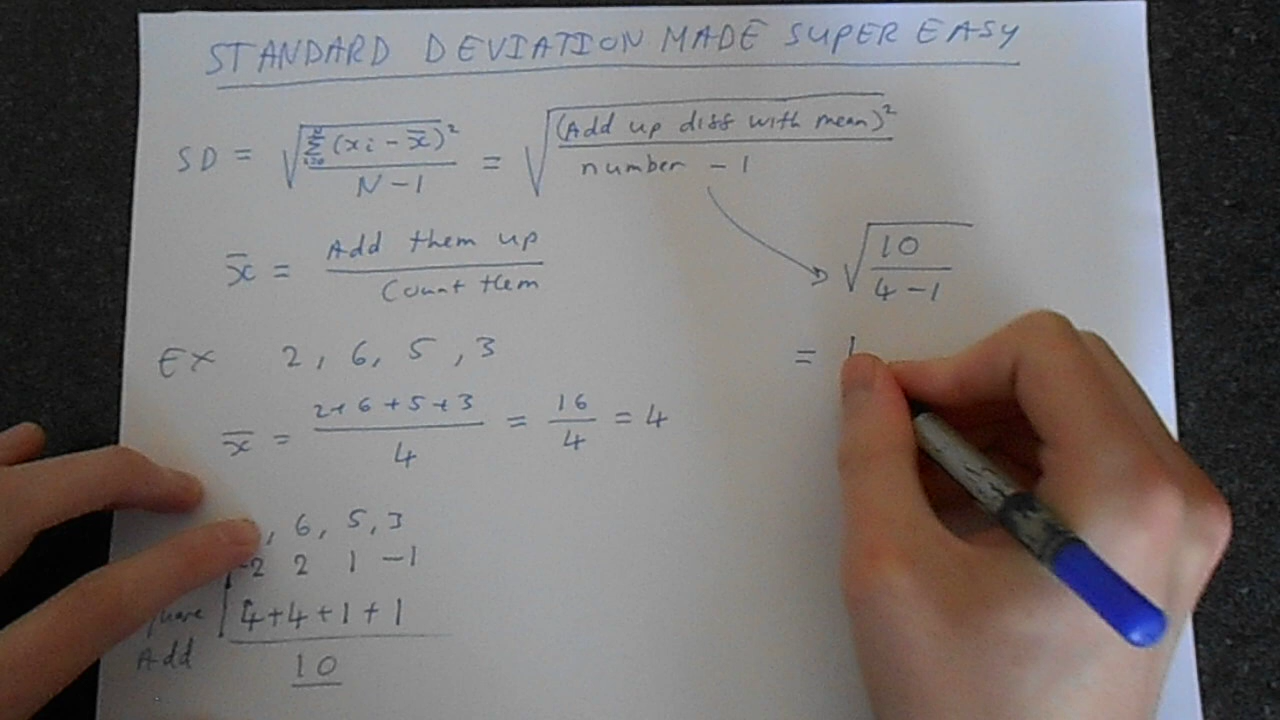 STANDARD DEVIATION MADE SUPER EASY
SD = √(Σ(xi − x̄)² / N − 1) = √((Add up diff with mean)² / number − 1)
x̄ = Add them up / Count them
√(10 / 4 − 1)
EX 2, 6, 5, 3
=
x̄ = 2+6+5+3 / 4 = 16 / 4 = 4
, 6, 5, 3
-2 2 1 -1
4+4+1+1
Add
10